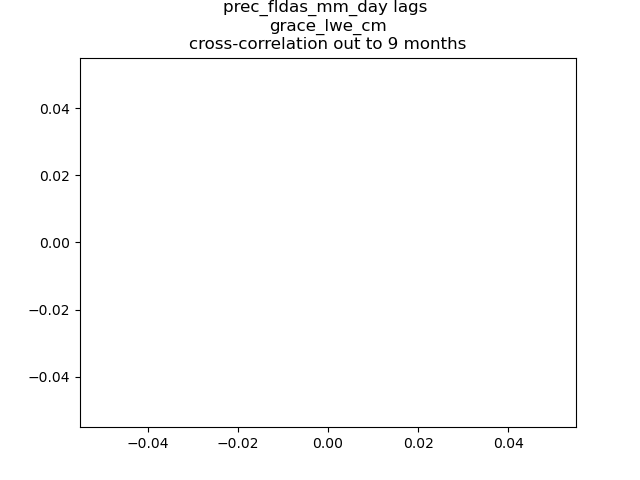 prec_fldas_mm_day lags
grace_lwe_cm
cross-correlation out to 9 months
0.04
0.02
0.00
−0.02
−0.04
−0.04 −0.02 0.00 0.02 0.04